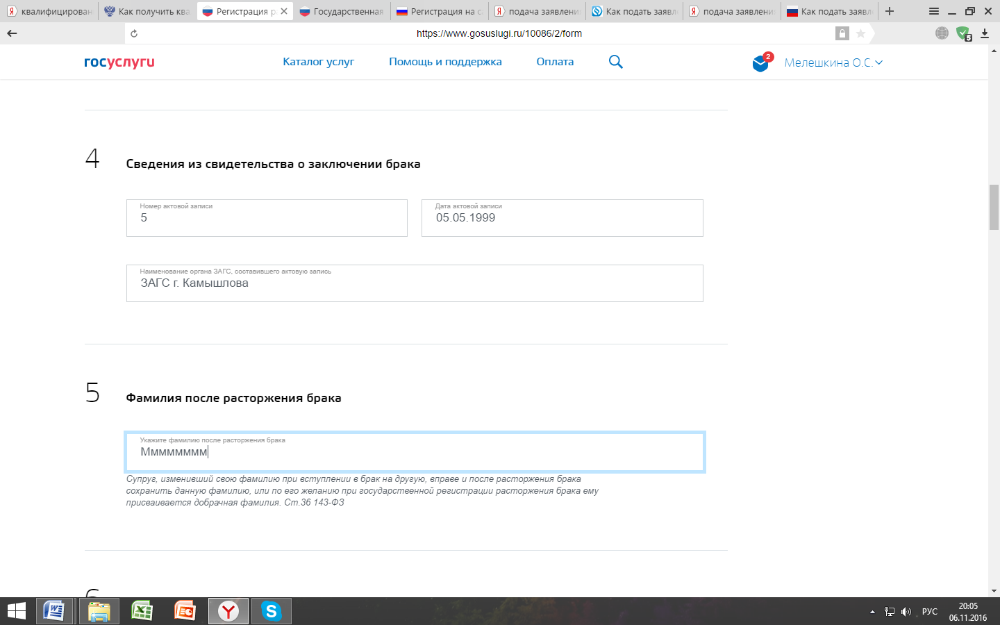 квалифицирован
Как получить ква
Регистрация р
Государственная
Регистрация на с
подача заявлени
Как подать заявл
подача заявлени
Как подать заявл
https://www.gosuslugi.ru/10086/2/form
госуслуги
Каталог услуг
Помощь и поддержка
Оплата
2
Мелешкина О.С.
4
Сведения из свидетельства о заключении брака
Номер актовой записи
5
Дата актовой записи
05.05.1999
Наименование органа ЗАГС, составившего актовую запись
ЗАГС г. Камышлова
5
Фамилия после расторжения брака
Укажите фамилию после расторжения брака
Мммммммм
Супруг, изменивший свою фамилию при вступлении в брак на другую, вправе и после расторжения брака
сохранить данную фамилию, или по его желанию при государственной регистрации расторжения брака ему
присваивается добрачная фамилия. Ст.36 143-ФЗ
РУС
20:05
06.11.2016